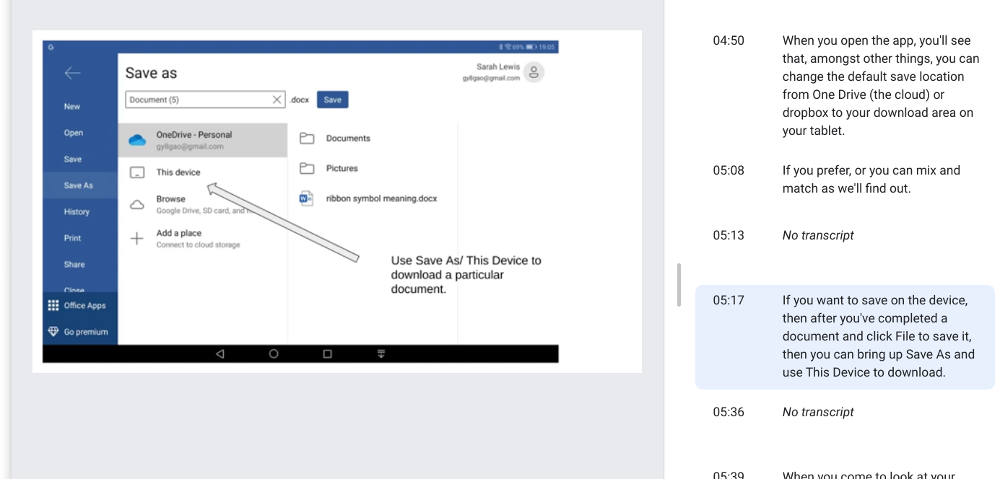 G
69% 19:05
Save as
Sarah Lewis
gy8gao@gmail.com
Document (5)
.docx
Save
New
Open
Save
Save As
History
Print
Share
Close
Office Apps
Go premium
OneDrive - Personal
gy8gao@gmail.com
This device
Browse
Google Drive, SD card, and
Add a place
Connect to cloud storage
Documents
Pictures
ribbon symbol meaning.docx
Use Save As/ This Device to
download a particular
document.
04:50
When you open the app, you'll see
that, amongst other things, you can
change the default save location
from One Drive (the cloud) or
dropbox to your download area on
your tablet.
05:08
If you prefer, or you can mix and
match as we'll find out.
05:13
No transcript
05:17
If you want to save on the device,
then after you've completed a
document and click File to save it,
then you can bring up Save As and
use This Device to download.
05:36
No transcript
05:39
When you come to look at your